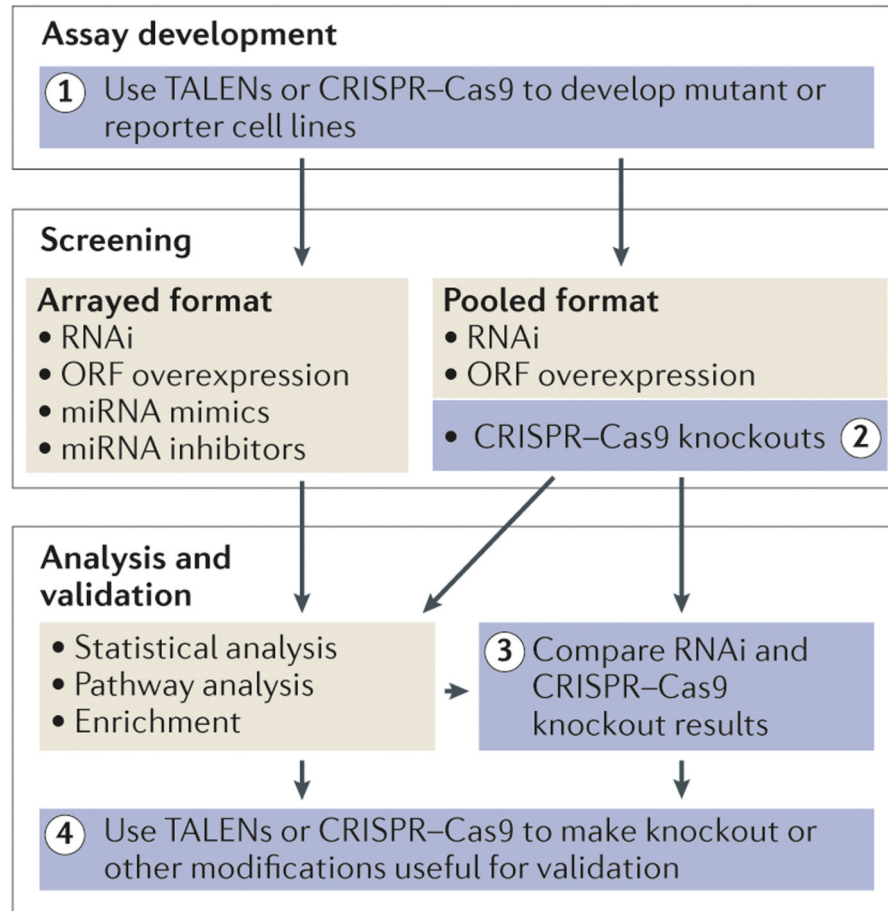 Assay development
1 Use TALENs or CRISPR–Cas9 to develop mutant or
reporter cell lines
Screening
Arrayed format
• RNAi
• ORF overexpression
• miRNA mimics
• miRNA inhibitors
Pooled format
• RNAi
• ORF overexpression
• CRISPR–Cas9 knockouts 2
Analysis and
validation
• Statistical analysis
• Pathway analysis
• Enrichment
3 Compare RNAi and
CRISPR–Cas9
knockout results
4 Use TALENs or CRISPR–Cas9 to make knockout or
other modifications useful for validation